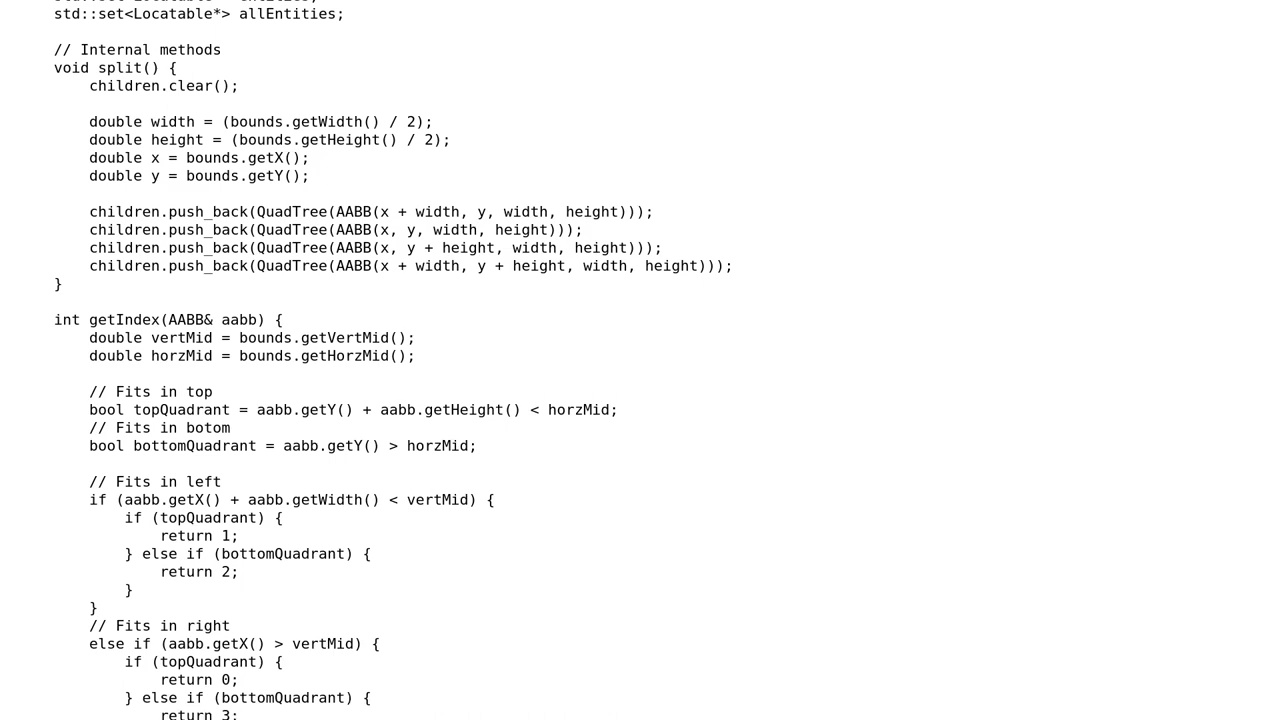 std::set<Locatable*> allEntities;

    // Internal methods
    void split() {
        children.clear();

        double width = (bounds.getWidth() / 2);
        double height = (bounds.getHeight() / 2);
        double x = bounds.getX();
        double y = bounds.getY();

        children.push_back(QuadTree(AABB(x + width, y, width, height)));
        children.push_back(QuadTree(AABB(x, y, width, height)));
        children.push_back(QuadTree(AABB(x, y + height, width, height)));
        children.push_back(QuadTree(AABB(x + width, y + height, width, height)));
    }

    int getIndex(AABB& aabb) {
        double vertMid = bounds.getVertMid();
        double horzMid = bounds.getHorzMid();

        // Fits in top
        bool topQuadrant = aabb.getY() + aabb.getHeight() < horzMid;
        // Fits in botom
        bool bottomQuadrant = aabb.getY() > horzMid;

        // Fits in left
        if (aabb.getX() + aabb.getWidth() < vertMid) {
            if (topQuadrant) {
                return 1;
            } else if (bottomQuadrant) {
                return 2;
            }
        }
        // Fits in right
        else if (aabb.getX() > vertMid) {
            if (topQuadrant) {
                return 0;
            } else if (bottomQuadrant) {
                return 3;